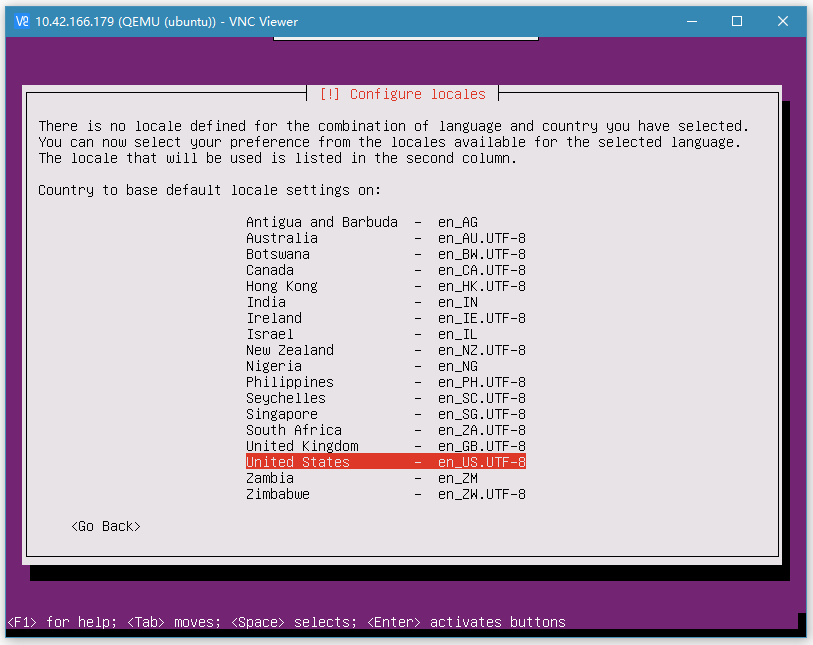 10.42.166.179 (QEMU (ubuntu)) - VNC Viewer
[!] Configure locales
There is no locale defined for the combination of language and country you have selected.
You can now select your preference from the locales available for the selected language.
The locale that will be used is listed in the second column.
Country to base default locale settings on:
Antigua and Barbuda - en_AG
Australia - en_AU.UTF-8
Botswana - en_BW.UTF-8
Canada - en_CA.UTF-8
Hong Kong - en_HK.UTF-8
India - en_IN
Ireland - en_IE.UTF-8
Israel - en_IL
New Zealand - en_NZ.UTF-8
Nigeria - en_NG
Philippines - en_PH.UTF-8
Seychelles - en_SC.UTF-8
Singapore - en_SG.UTF-8
South Africa - en_ZA.UTF-8
United Kingdom - en_GB.UTF-8
United States - en_US.UTF-8
Zambia - en_ZM
Zimbabwe - en_ZW.UTF-8
<Go Back>
<F1> for help; <Tab> moves; <Space> selects; <Enter> activates buttons